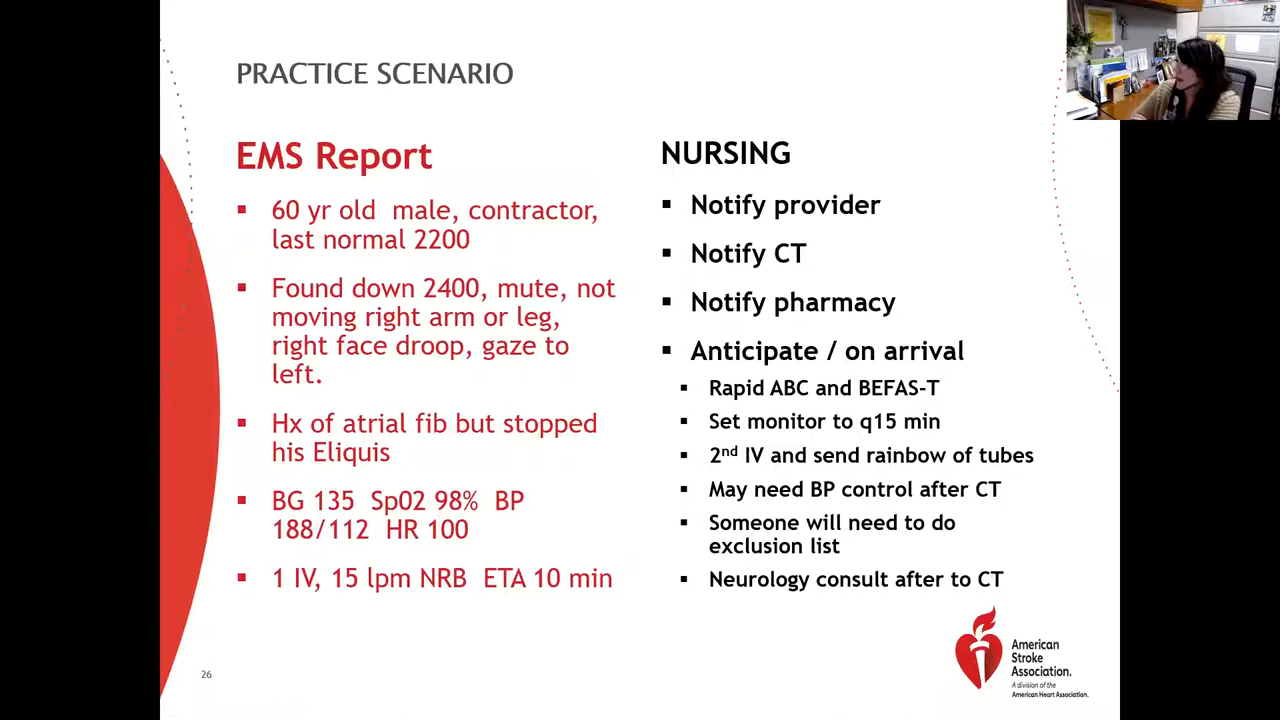 PRACTICE SCENARIO
EMS Report
▪ 60 yr old male, contractor,
last normal 2200
▪ Found down 2400, mute, not
moving right arm or leg,
right face droop, gaze to
left.
▪ Hx of atrial fib but stopped
his Eliquis
▪ BG 135 Sp02 98% BP
188/112 HR 100
▪ 1 IV, 15 lpm NRB ETA 10 min
NURSING
▪ Notify provider
▪ Notify CT
▪ Notify pharmacy
▪ Anticipate / on arrival
▪ Rapid ABC and BEFAS-T
▪ Set monitor to q15 min
▪ 2nd IV and send rainbow of tubes
▪ May need BP control after CT
▪ Someone will need to do
exclusion list
▪ Neurology consult after to CT
26
American
Stroke
Association.
A division of the
American Heart Association.